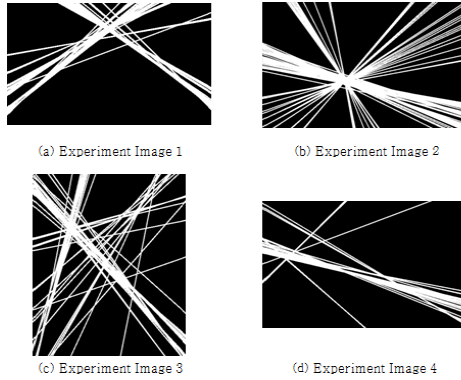 (a) Experiment Image 1
(b) Experiment Image 2
(c) Experiment Image 3
(d) Experiment Image 4